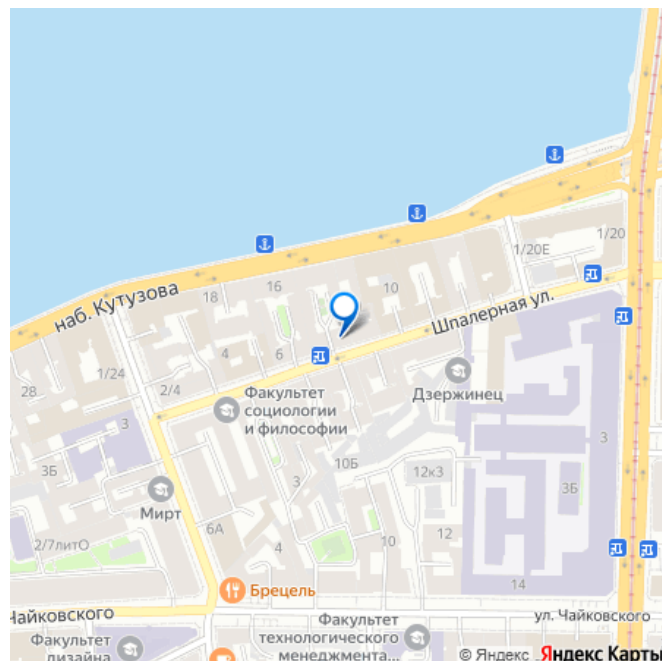 1/20
1/20Е
наб. Кутузова
18
16
10
Шпалерная ул.
4
6
28
1/24
2/4
Факультет
социологии
и философии
Дзержинец
3
3
3Б
10Б
12к3
3
3Б
Мирт
6А
4
10
12
2/7литО
14
Брецель
Чайковского
ул. Чайковского
Факультет
дизайна
Факультет
технологического
менеджмента...
© Яндекс Яндекс Карты